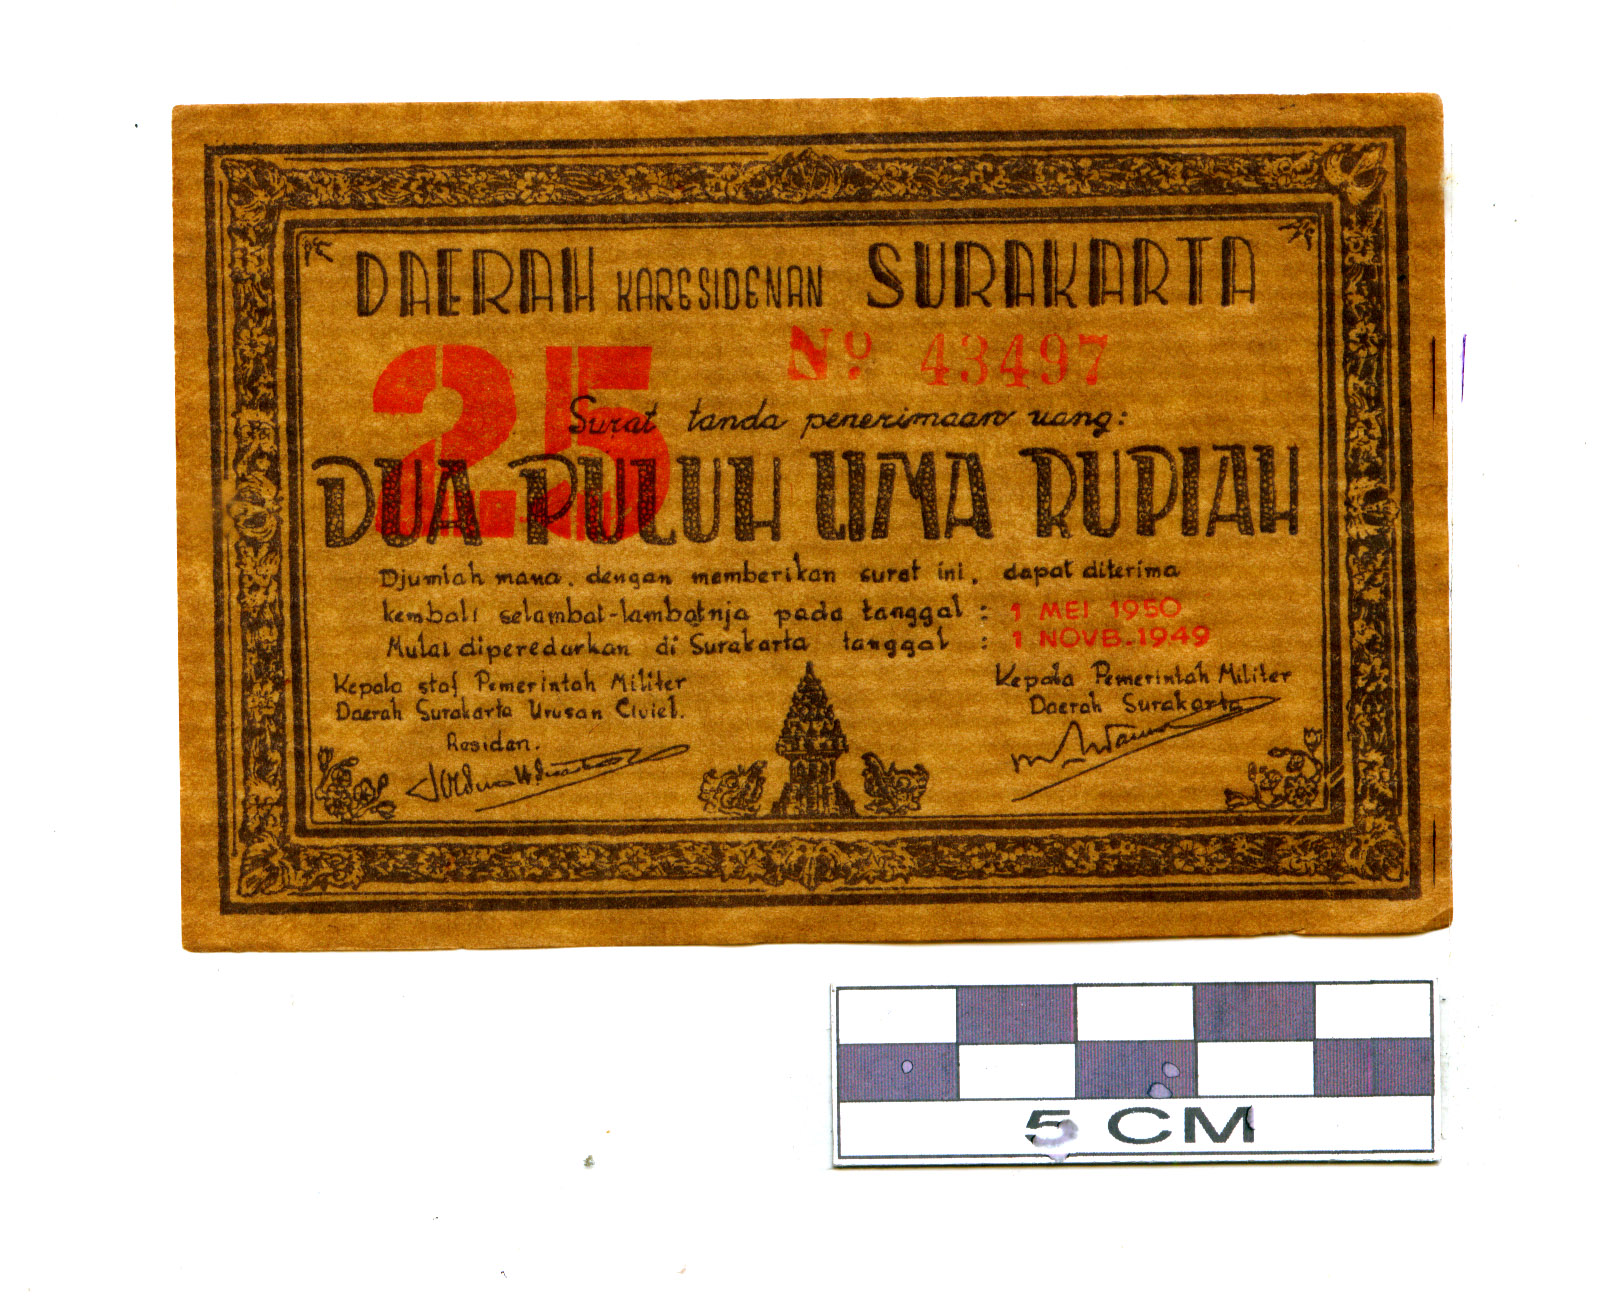 DAERAH KARESIDENAN SURAKARTA
25
No. 43497
Surat tanda penerimaan uang:
DUA PULUH LIMA RUPIAH
Djumlah mana, dengan memberikan surat ini, dapat diterima
kembali selambat-lambatnja pada tanggal : 1 MEI 1950
Mulai diperedarkan di Surakarta tanggal : 1 NOVB. 1949
Kepala staf Pemerintah Militer
Daerah Surakarta Urusan Civiel.
Residen.
Kepala Pemerintah Militer
Daerah Surakarta
5 CM